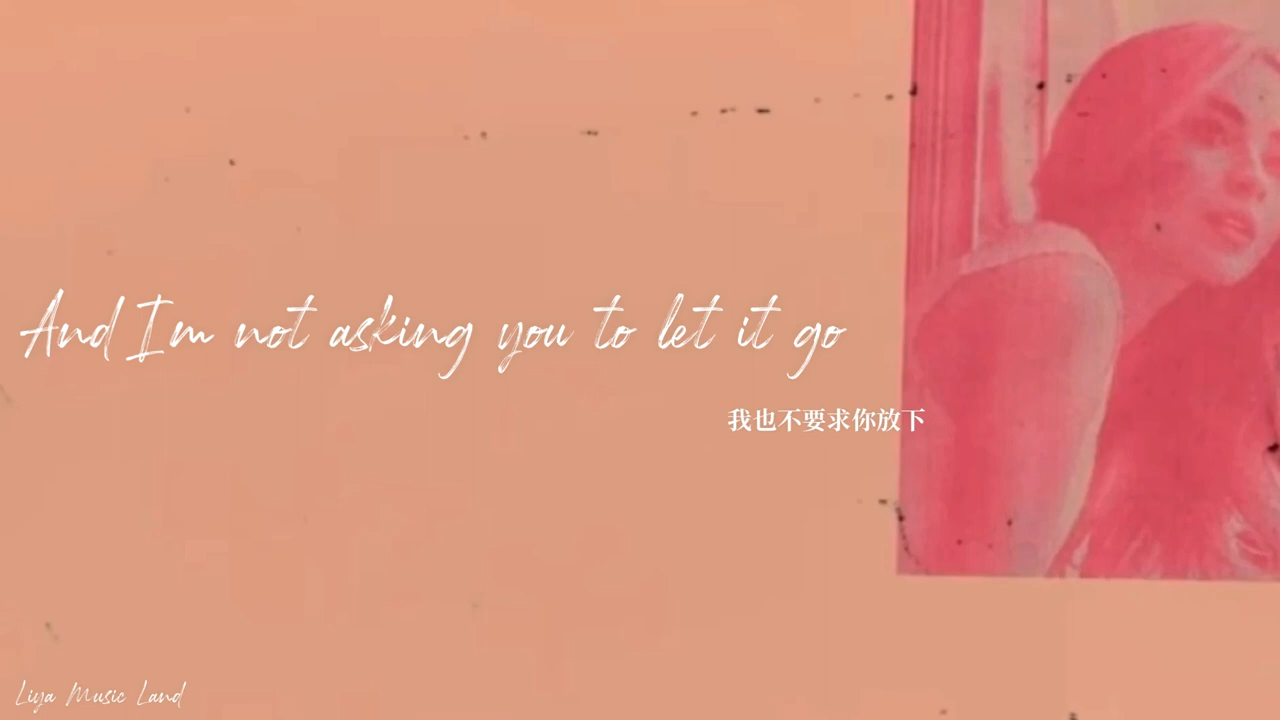 And I'm not asking you to let it go
我也不要求你放下
Liya Music Land